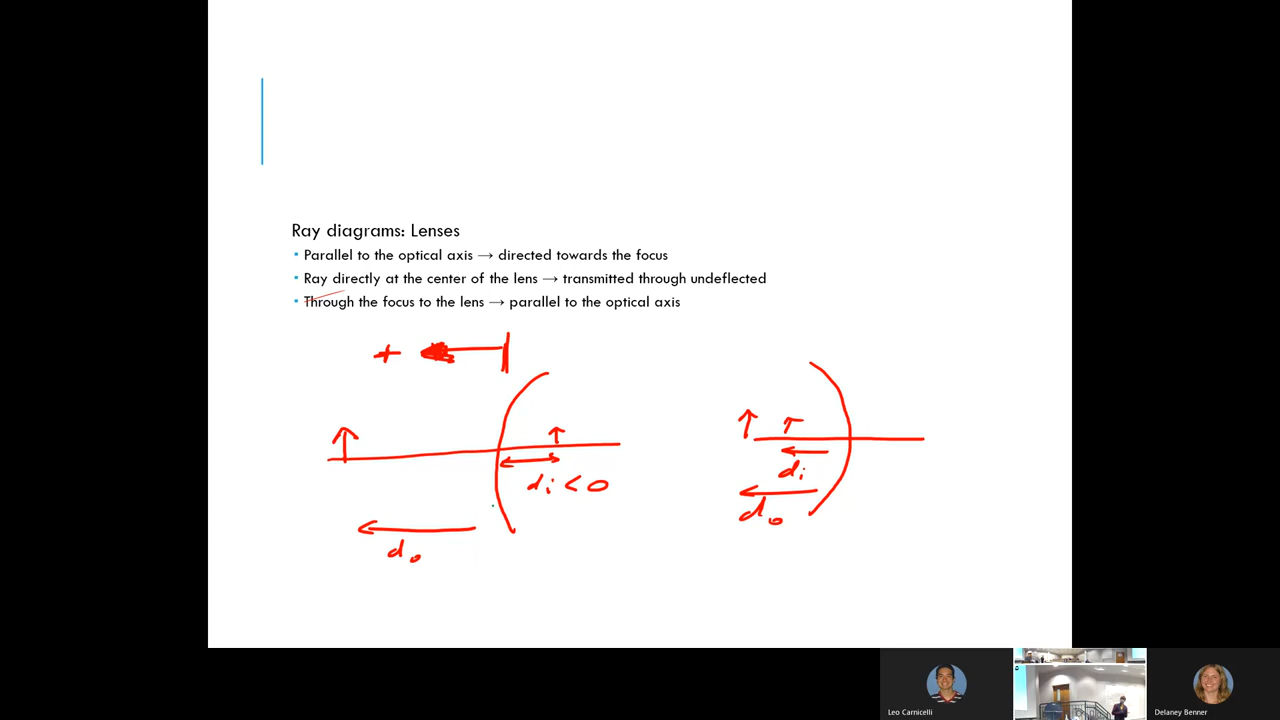 Ray diagrams: Lenses
▪ Parallel to the optical axis → directed towards the focus
▪ Ray directly at the center of the lens → transmitted through undeflected
▪ Through the focus to the lens → parallel to the optical axis
+
di < 0
do
di
do
Leo Carnicelli
Delaney Benner